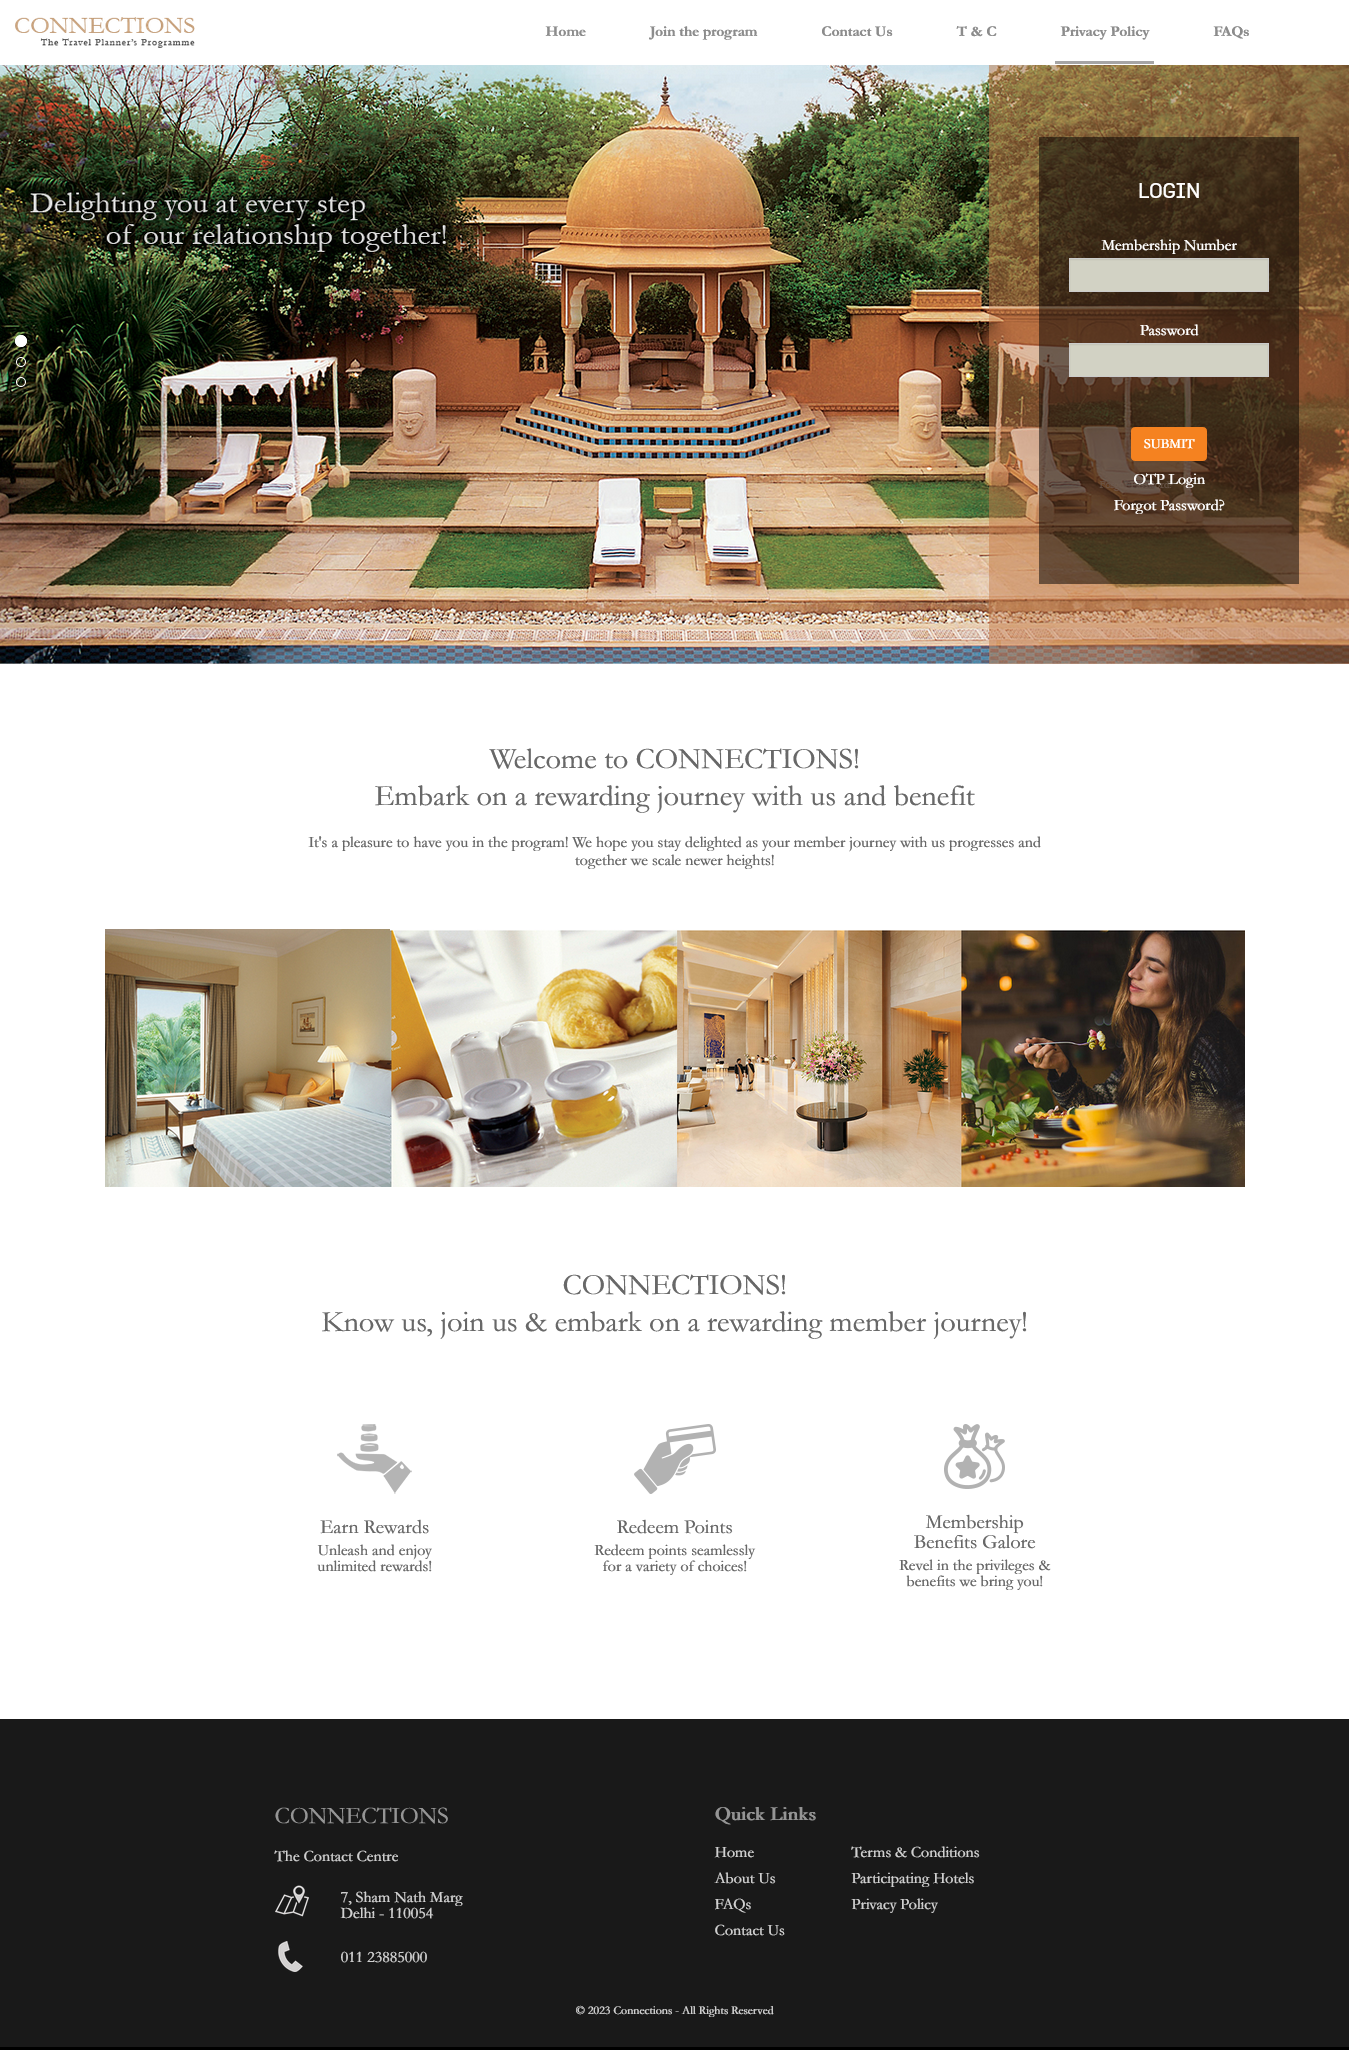 CONNECTIONS
The Travel Planner's Programme
Home
Join the program
Contact Us
T & C
Privacy Policy
FAQs
Delighting you at every step
of our relationship together!
LOGIN
Membership Number
Password
SUBMIT
OTP Login
Forgot Password?
Welcome to CONNECTIONS!
Embark on a rewarding journey with us and benefit
It's a pleasure to have you in the program! We hope you stay delighted as your member journey with us progresses and
together we scale newer heights!
CONNECTIONS!
Know us, join us & embark on a rewarding member journey!
Earn Rewards
Unleash and enjoy
unlimited rewards!
Redeem Points
Redeem points seamlessly
for a variety of choices!
Membership
Benefits Galore
Revel in the privileges &
benefits we bring you!
CONNECTIONS
The Contact Centre
7, Sham Nath Marg
Delhi - 110054
011 23885000
Quick Links
Home
About Us
FAQs
Contact Us
Terms & Conditions
Participating Hotels
Privacy Policy
© 2023 Connections - All Rights Reserved